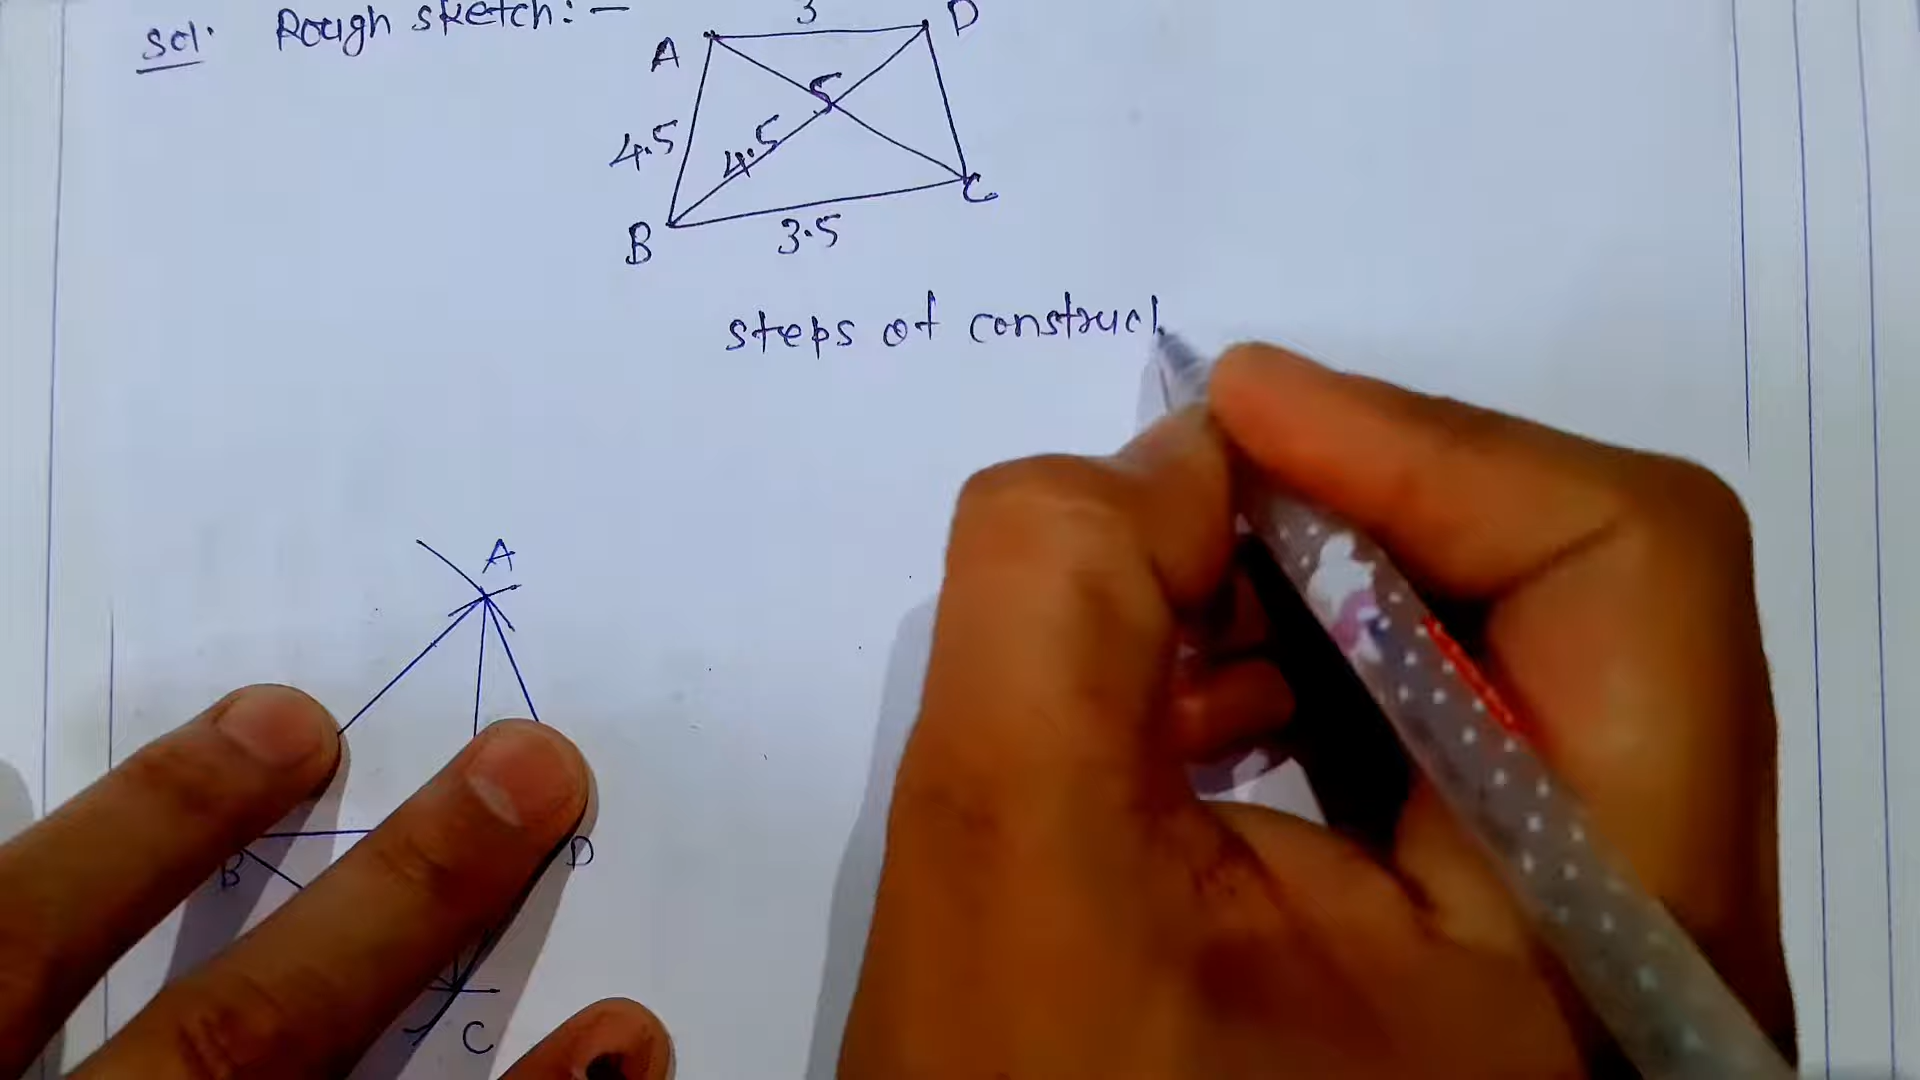 Sol: Rough sketch:-
3
A
D
5
4.5
4.5
C
B
3.5
steps of construct
A
B
D
C